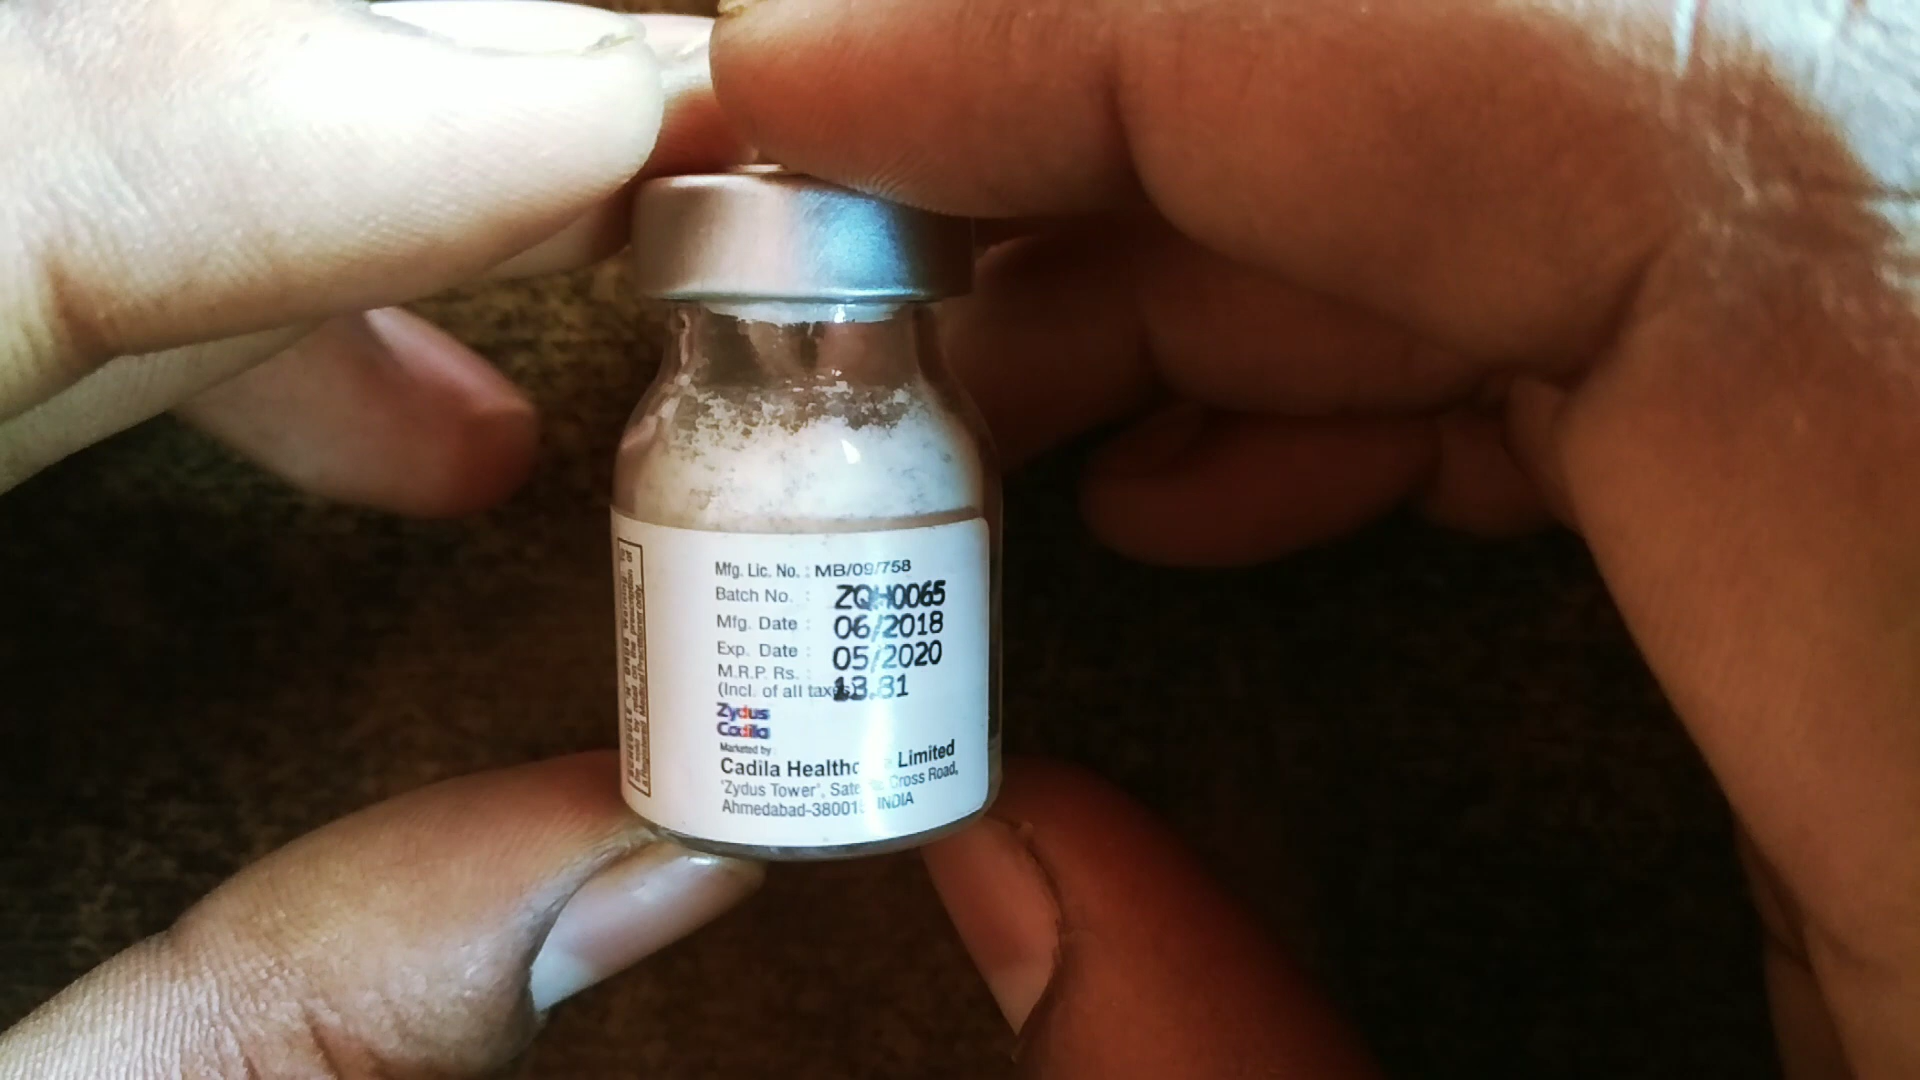 Mfg. Lic. No. : MB/09/758
Batch No. : ZQH0065
Mfg. Date : 06/2018
Exp. Date : 05/2020
M.R.P. Rs. :
(Incl. of all taxes) 13.81
Zydus
Cadila
Marketed by :
Cadila Limited
'Zydus Tower', Cross Road,
Ahmedabad- INDIA